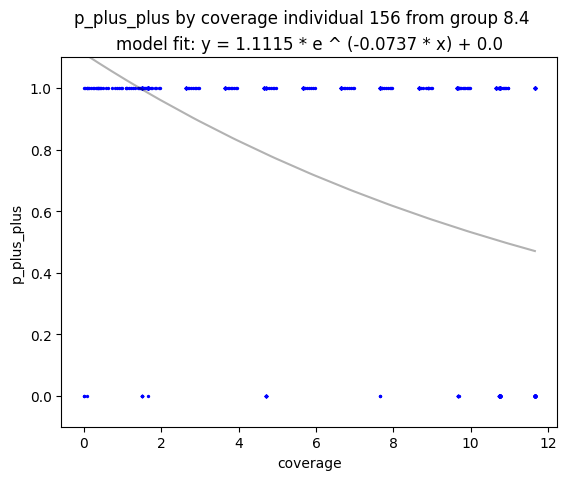 p_plus_plus by coverage individual 156 from group 8.4
model fit: y = 1.1115 * e ^ (-0.0737 * x) + 0.0
1.0
0.8
0.6
0.4
0.2
0.0
p_plus_plus
0 2 4 6 8 10 12
coverage